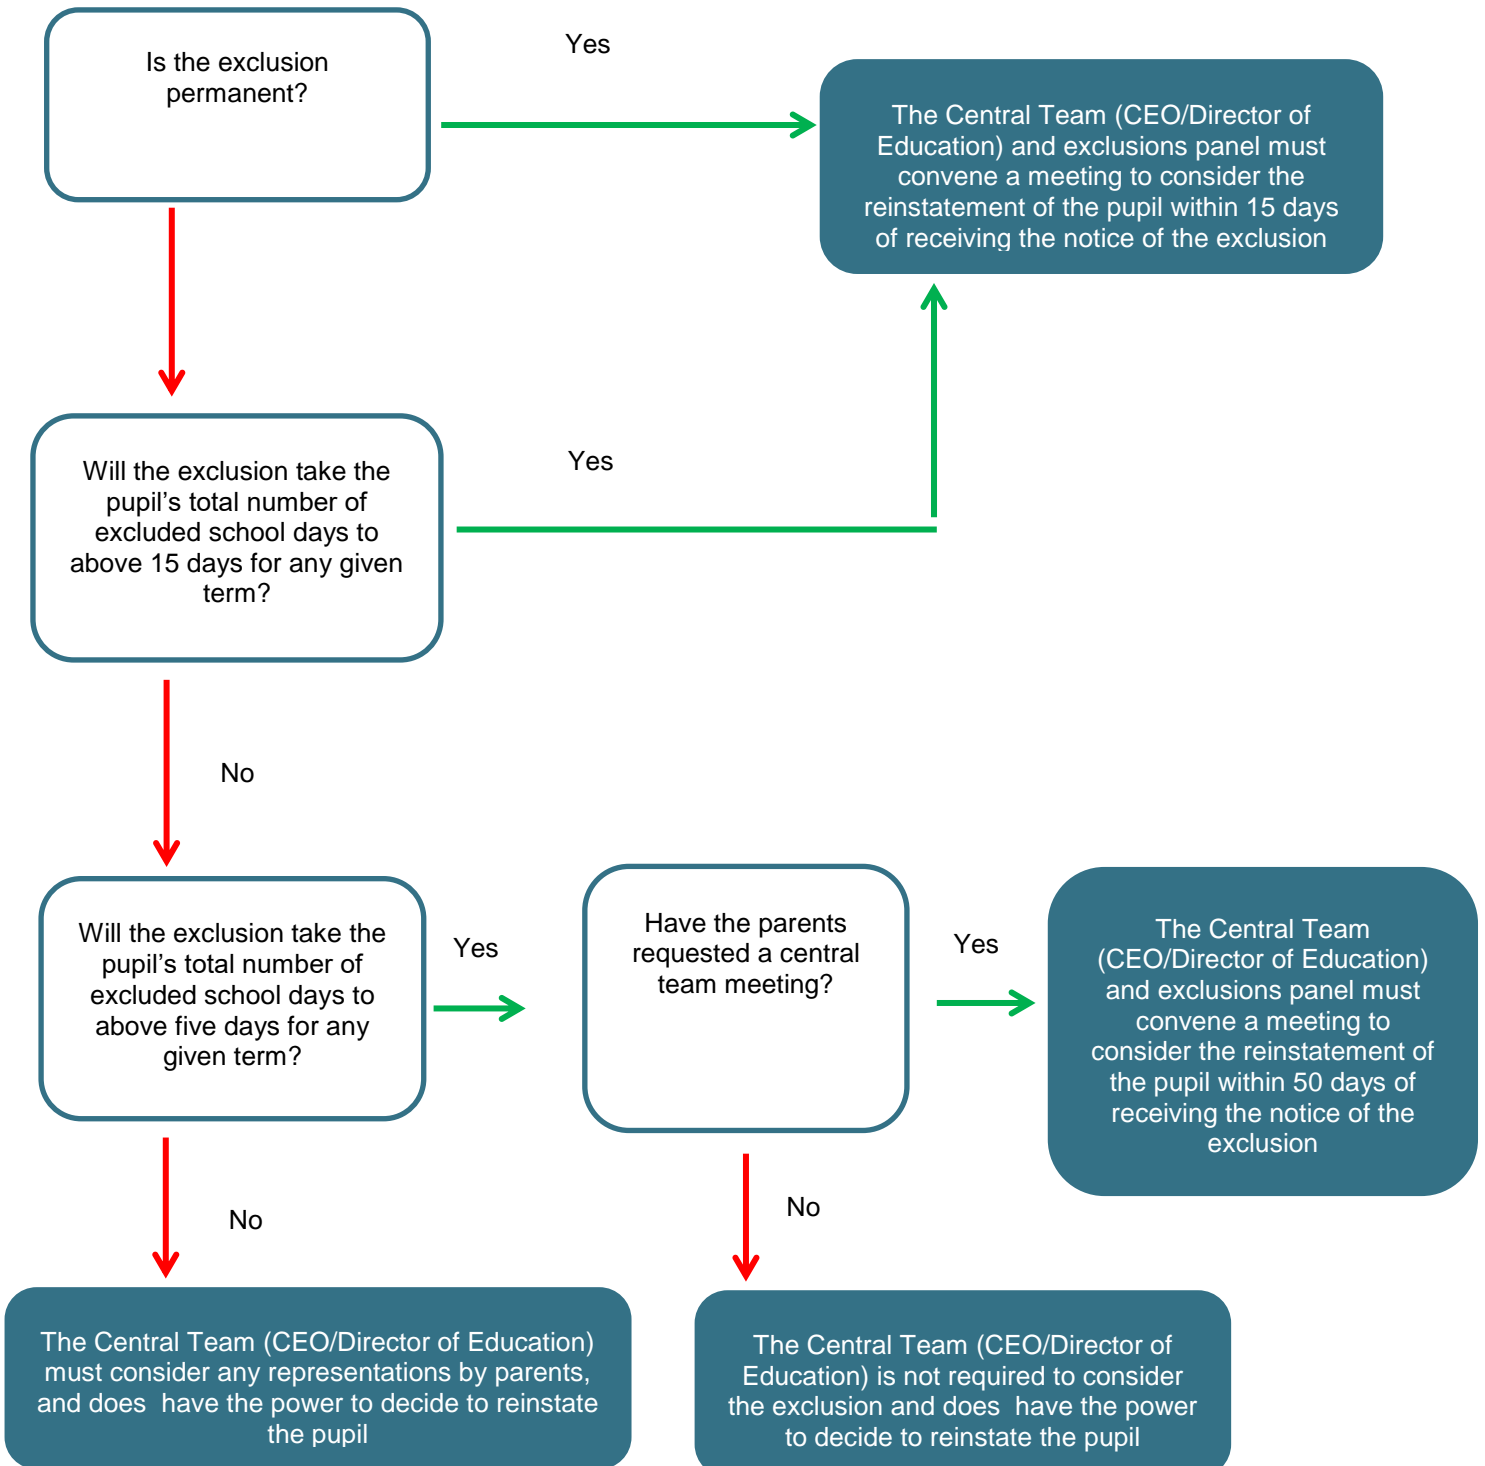 Is the exclusion
permanent?
Yes
The Central Team (CEO/Director of
Education) and exclusions panel must
convene a meeting to consider the
reinstatement of the pupil within 15 days
of receiving the notice of the exclusion
Will the exclusion take the
pupil’s total number of
excluded school days to
above 15 days for any given
term?
Yes
No
Will the exclusion take the
pupil’s total number of
excluded school days to
above five days for any
given term?
Yes
Have the parents
requested a central
team meeting?
Yes
The Central Team
(CEO/Director of Education)
and exclusions panel must
convene a meeting to
consider the reinstatement of
the pupil within 50 days of
receiving the notice of the
exclusion
No
No
The Central Team (CEO/Director of Education)
must consider any representations by parents,
and does  have the power to decide to reinstate
the pupil
The Central Team (CEO/Director of
Education) is not required to consider
the exclusion and does  have the power
to decide to reinstate the pupil